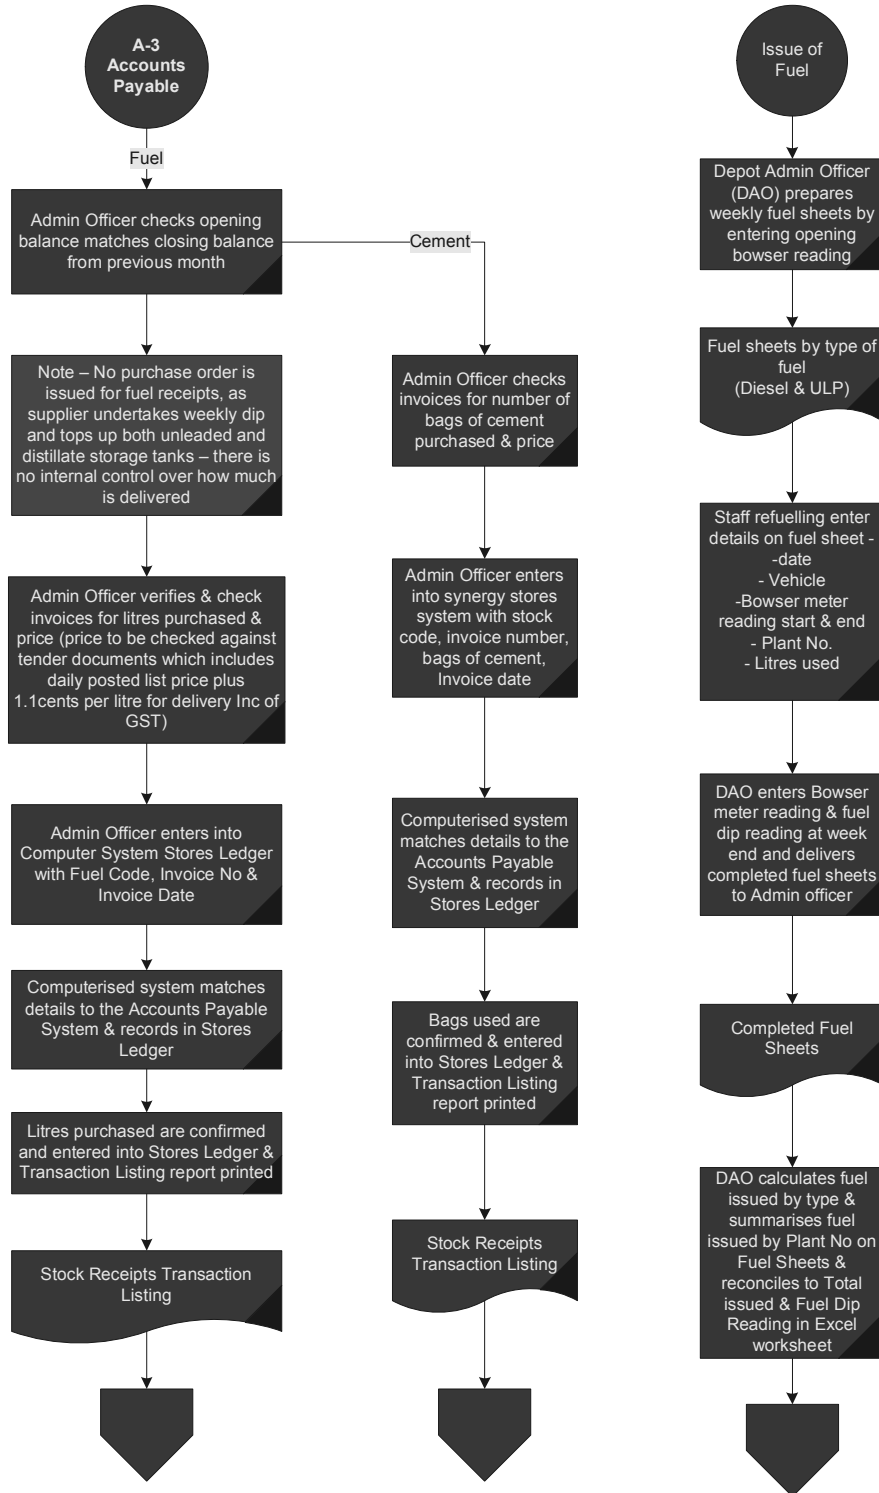 A-3
Accounts
Payable
Fuel
Admin Officer checks opening
balance matches closing balance
from previous month
Note – No purchase order is
issued for fuel receipts, as
supplier undertakes weekly dip
and tops up both unleaded and
distillate storage tanks – there is
no internal control over how much
is delivered
Admin Officer verifies & check
invoices for litres purchased &
price (price to be checked against
tender documents which includes
daily posted list price plus
1.1cents per litre for delivery Inc of
GST)
Admin Officer enters into
Computer System Stores Ledger
with Fuel Code, Invoice No &
Invoice Date
Computerised system matches
details to the Accounts Payable
System & records in Stores
Ledger
Litres purchased are confirmed
and entered into Stores Ledger &
Transaction Listing report printed
Stock Receipts Transaction
Listing
Cement
Admin Officer checks
invoices for number of
bags of cement
purchased & price
Admin Officer enters
into synergy stores
system with stock
code, invoice number,
bags of cement,
Invoice date
Computerised system
matches details to the
Accounts Payable
System & records in
Stores Ledger
Bags used are
confirmed & entered
into Stores Ledger &
Transaction Listing
report printed
Stock Receipts
Transaction Listing
Issue of
Fuel
Depot Admin Officer
(DAO) prepares
weekly fuel sheets by
entering opening
bowser reading
Fuel sheets by type of
fuel
(Diesel & ULP)
Staff refuelling enter
details on fuel sheet -
-date
- Vehicle
-Bowser meter
reading start & end
- Plant No.
- Litres used
DAO enters Bowser
meter reading & fuel
dip reading at week
end and delivers
completed fuel sheets
to Admin officer
Completed Fuel
Sheets
DAO calculates fuel
issued by type &
summarises fuel
issued by Plant No on
Fuel Sheets &
reconciles to Total
issued & Fuel Dip
Reading in Excel
worksheet